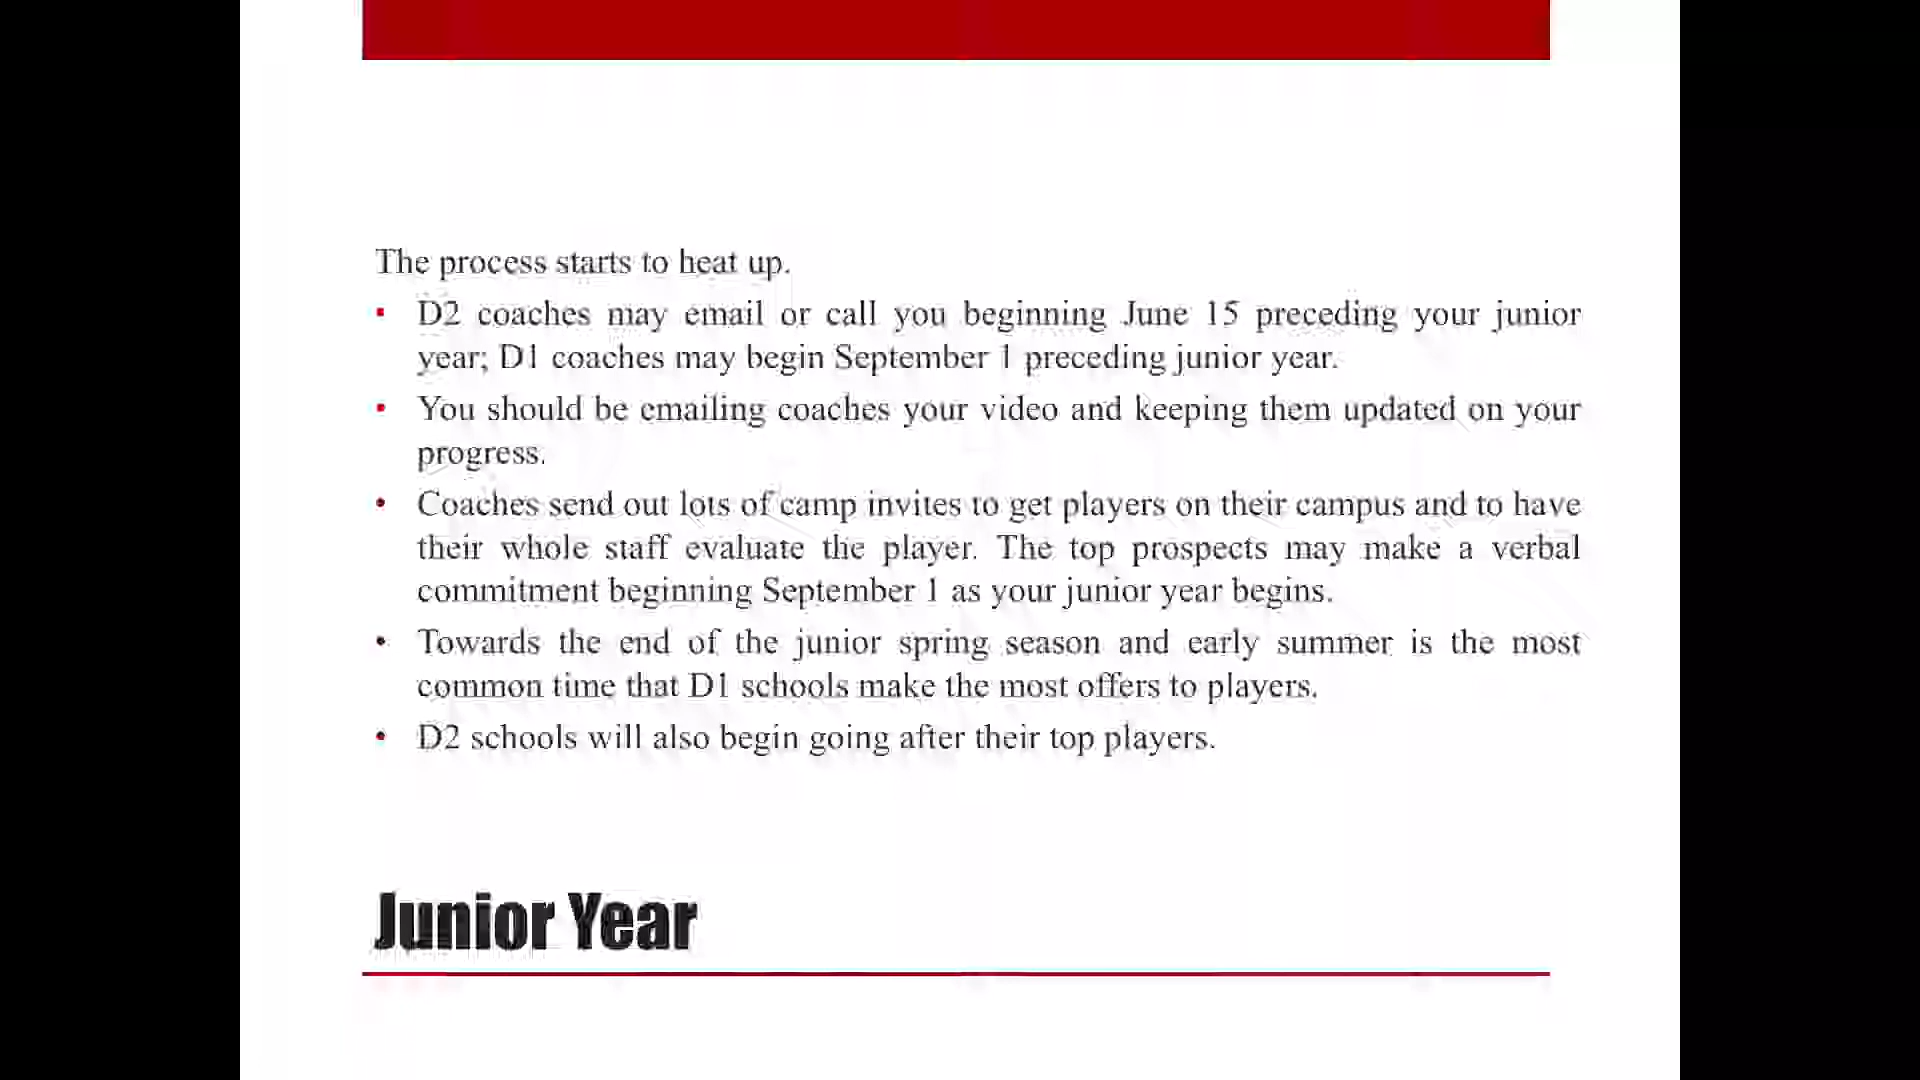 The process starts to heat up.
• D2 coaches may email or call you beginning June 15 preceding your junior
year; D1 coaches may begin September 1 preceding junior year.
• You should be emailing coaches your video and keeping them updated on your
progress.
• Coaches send out lots of camp invites to get players on their campus and to have
their whole staff evaluate the player. The top prospects may make a verbal
commitment beginning September 1 as your junior year begins.
• Towards the end of the junior spring season and early summer is the most
common time that D1 schools make the most offers to players.
• D2 schools will also begin going after their top players.
Junior Year